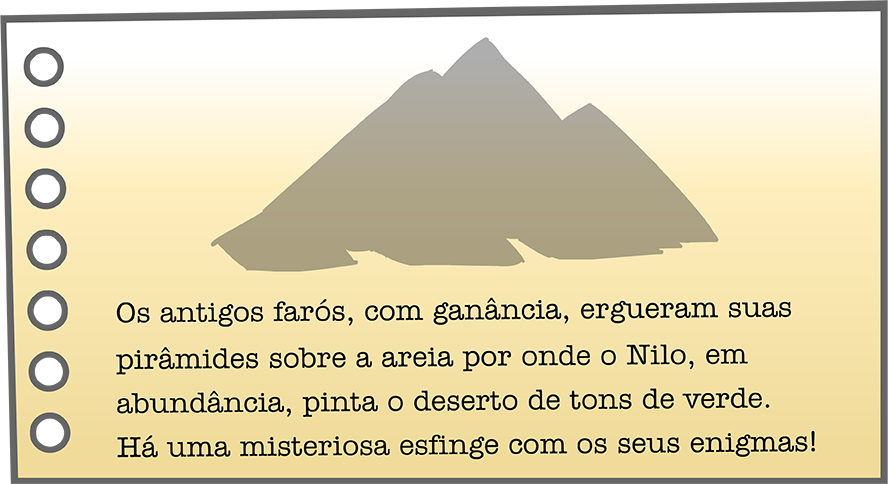 Os antigos farós, com ganância, ergueram suas
pirâmides sobre a areia por onde o Nilo, em
abundância, pinta o deserto de tons de verde.
Há uma misteriosa esfinge com os seus enigmas!